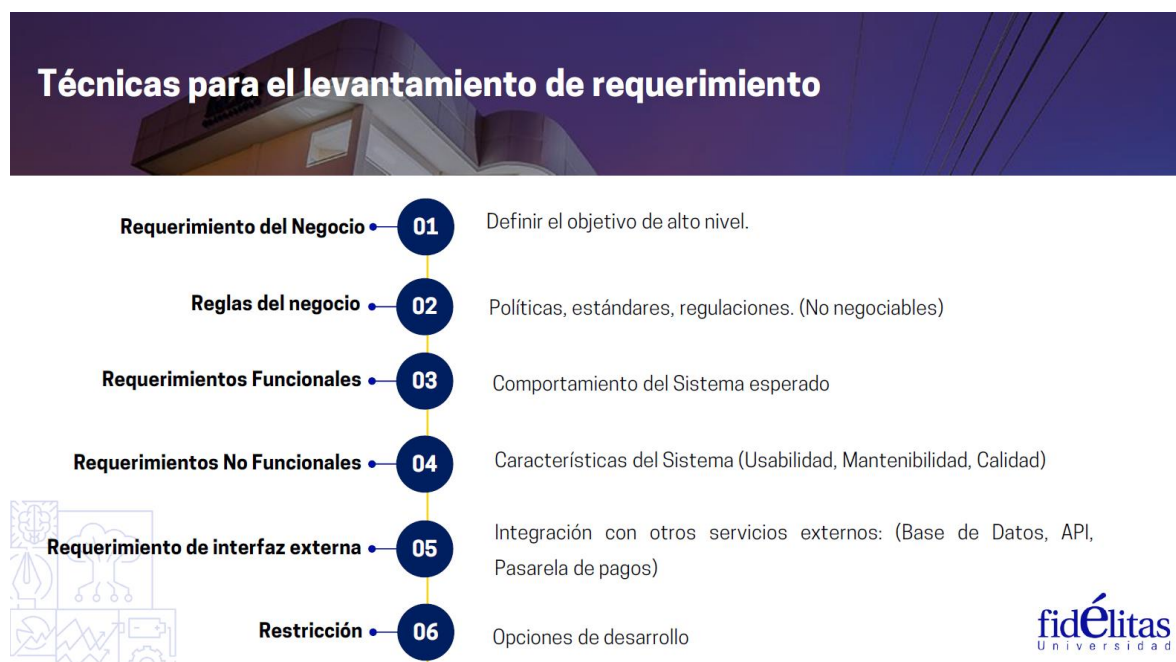 Técnicas para el levantamiento de requerimiento
Requerimiento del Negocio
01
Definir el objetivo de alto nivel.
Reglas del negocio
02
Políticas, estándares, regulaciones. (No negociables)
Requerimientos Funcionales
03
Comportamiento del Sistema esperado
Requerimientos No Funcionales
04
Características del Sistema (Usabilidad, Mantenibilidad, Calidad)
Requerimiento de interfaz externa
05
Integración con otros servicios externos: (Base de Datos, API,
Pasarela de pagos)
Restricción
06
Opciones de desarrollo
fidélitas
Universidad